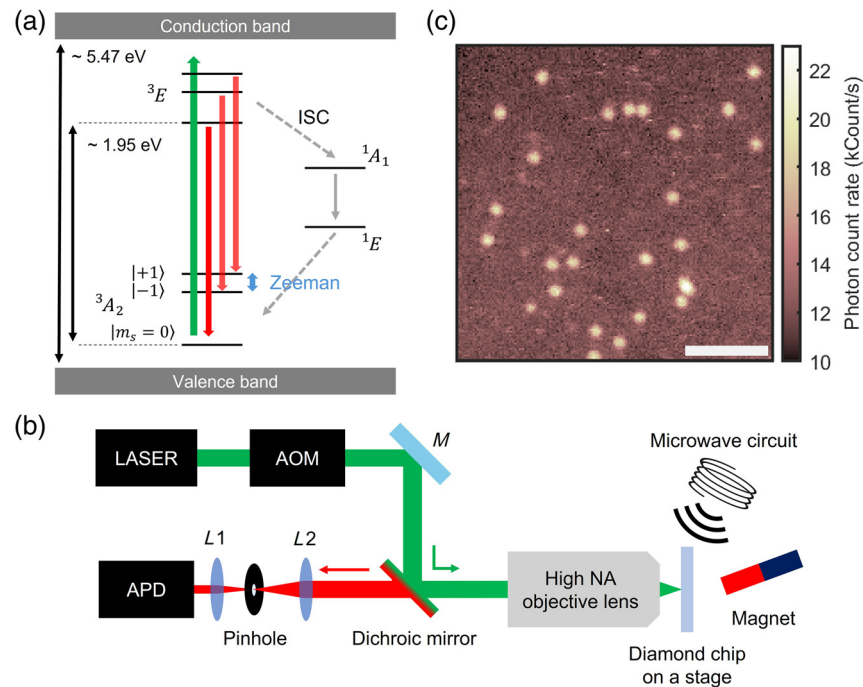 (a)
Conduction band
~ 5.47 eV
³E
ISC
~ 1.95 eV
¹A₁
¹E
|+1⟩
|−1⟩
Zeeman
³A₂
|mₛ = 0⟩
Valence band
(c)
22
20
18
16
14
12
10
Photon count rate (kCount/s)
(b)
LASER
AOM
M
Microwave circuit
L1
L2
APD
High NA
objective lens
Pinhole
Dichroic mirror
Magnet
Diamond chip
on a stage